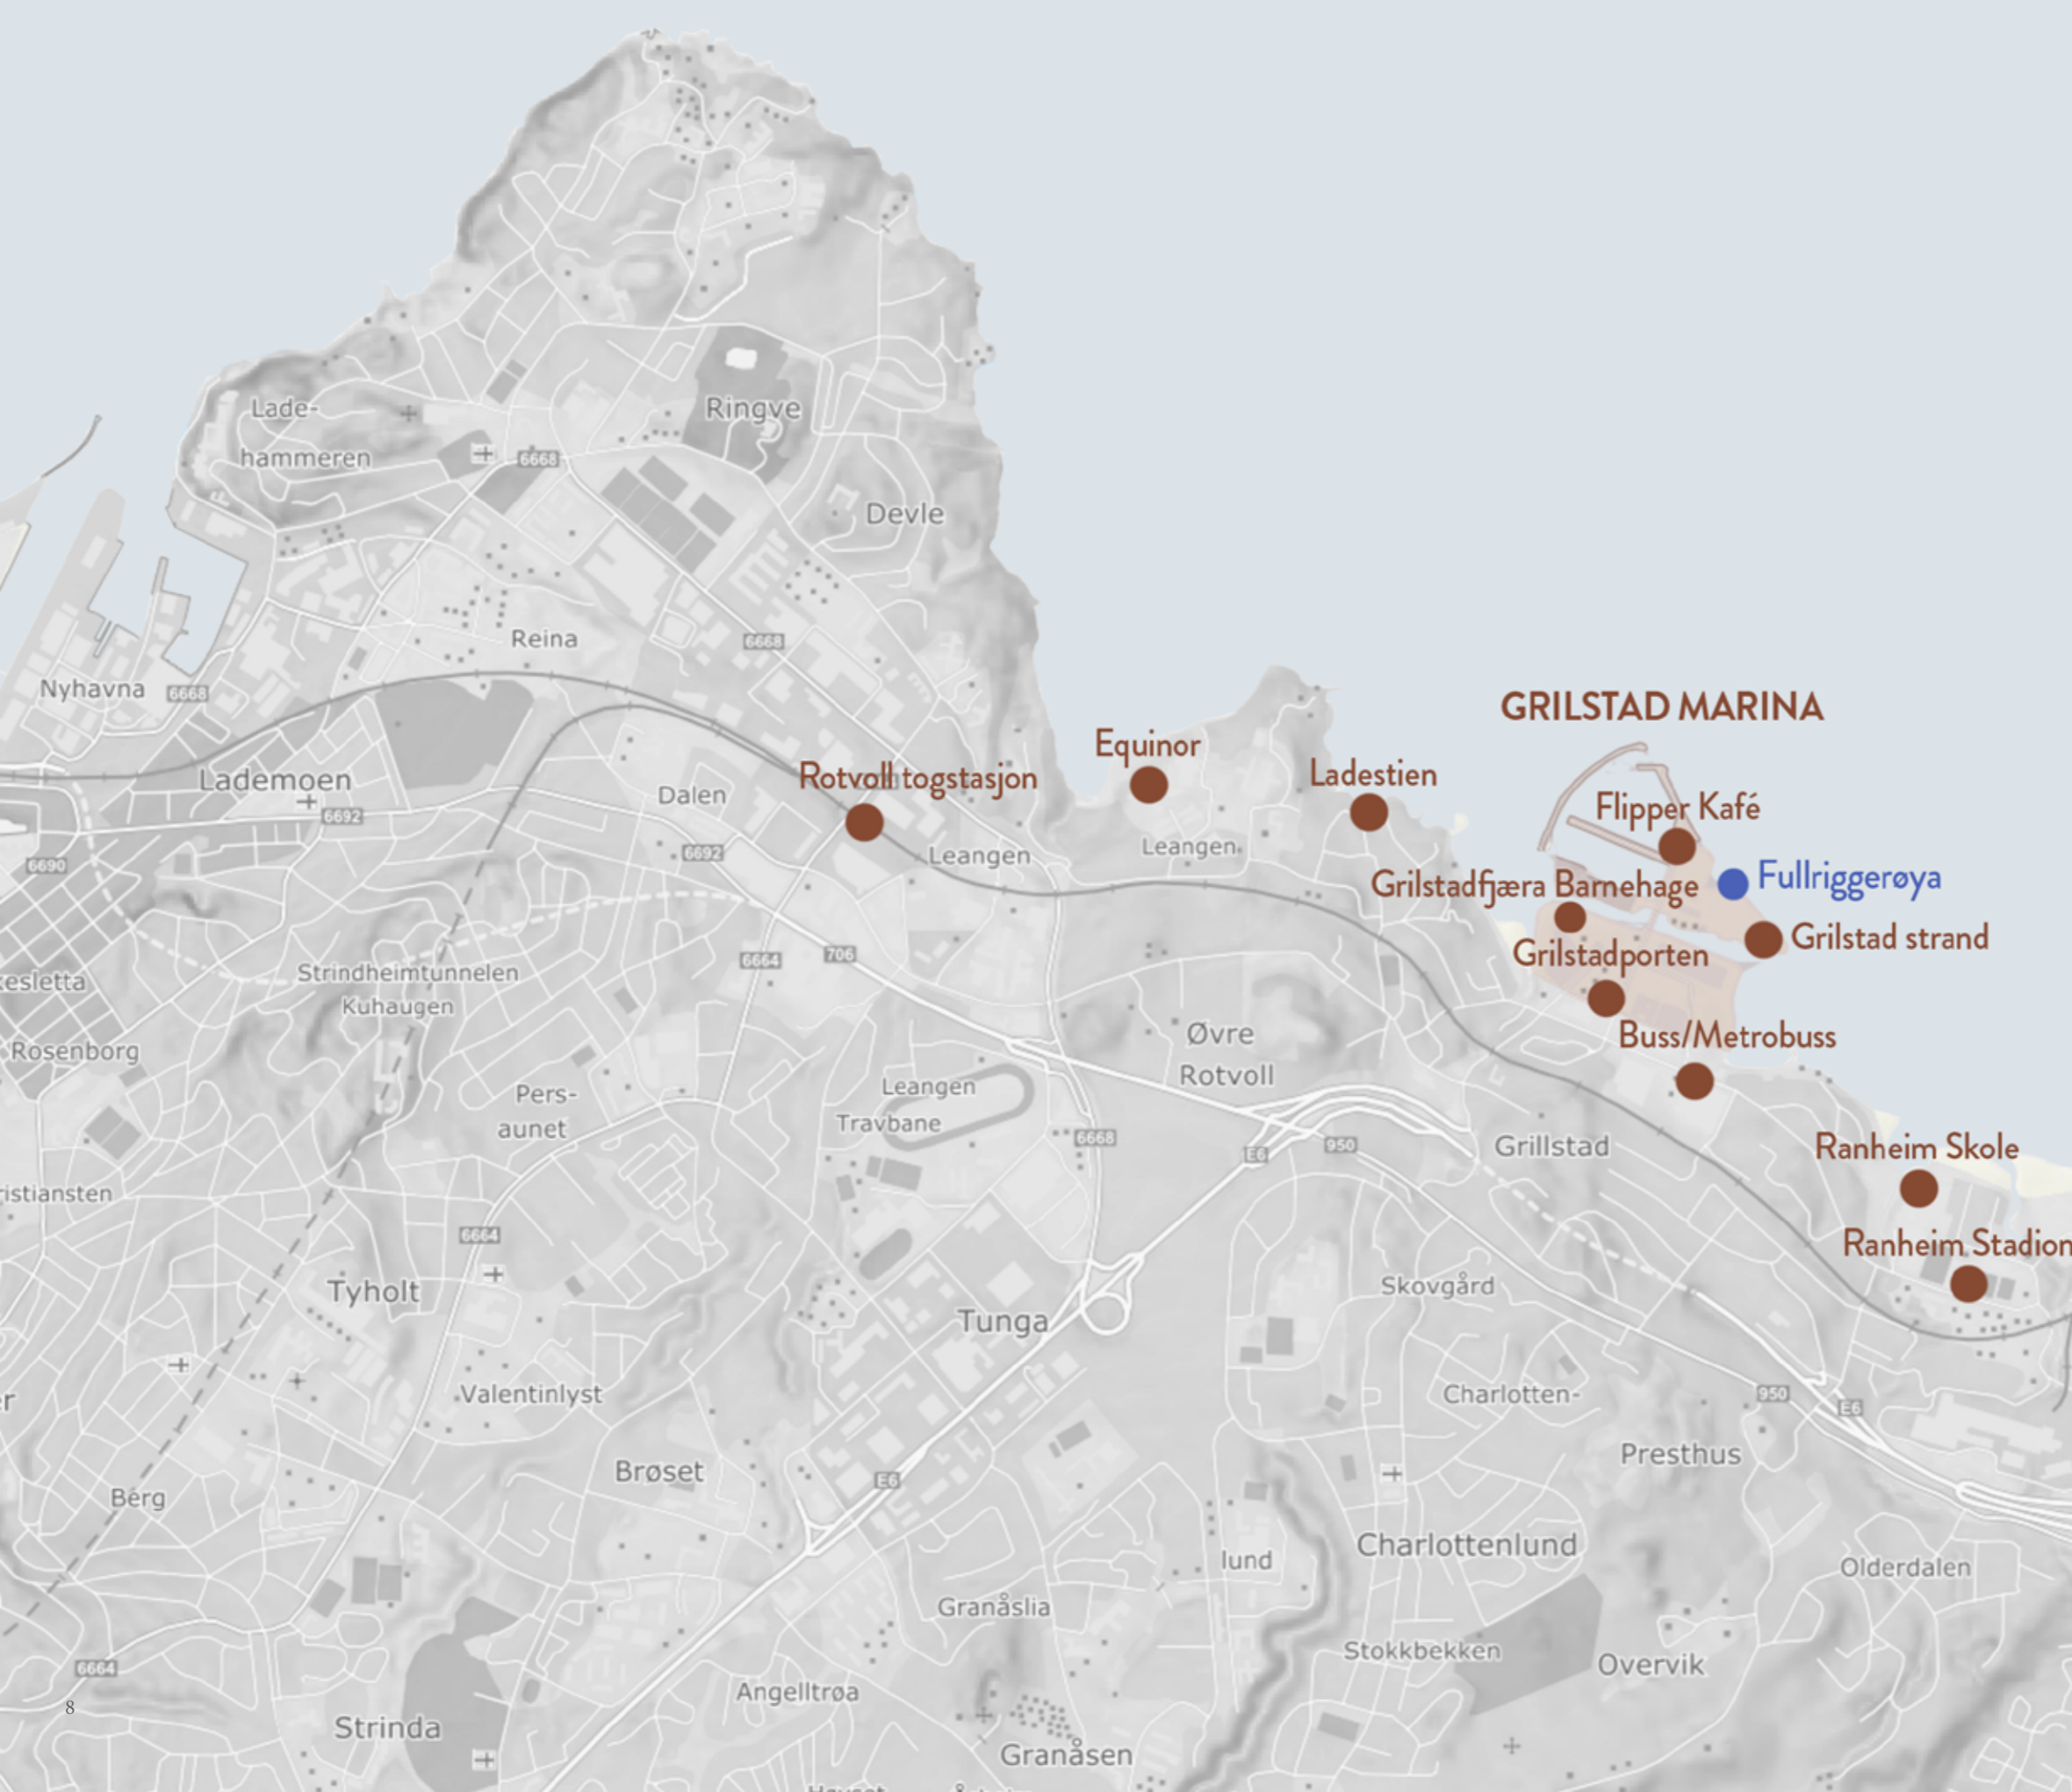 Lade-
hammeren
6668
Ringve
Devle
Reina
6668
Nyhavna
6668
GRILSTAD MARINA
Equinor
Rotvoll togstasjon
Ladestien
Lademoen
Dalen
Flipper Kafé
6692
6692
Leangen
Leangen
6690
Grilstadfjæra Barnehage
Fullriggerøya
Grilstad strand
Grilstadporten
6664
706
Strindheimtunnelen
Kuhaugen
Rosenborg
Øvre
Rotvoll
Buss/Metrobuss
Pers-
aunet
Leangen
Travbane
6668
E6
950
Grillstad
Ranheim Skole
Ranheim Stadion
6664
Tyholt
Tunga
Skovgård
Valentinlyst
Charlotten-
950
E6
Presthus
Brøset
E6
Berg
lund
Charlottenlund
Olderdalen
Granåslia
Stokkbekken
Overvik
6664
Angelltrøa
8
Strinda
Granåsen